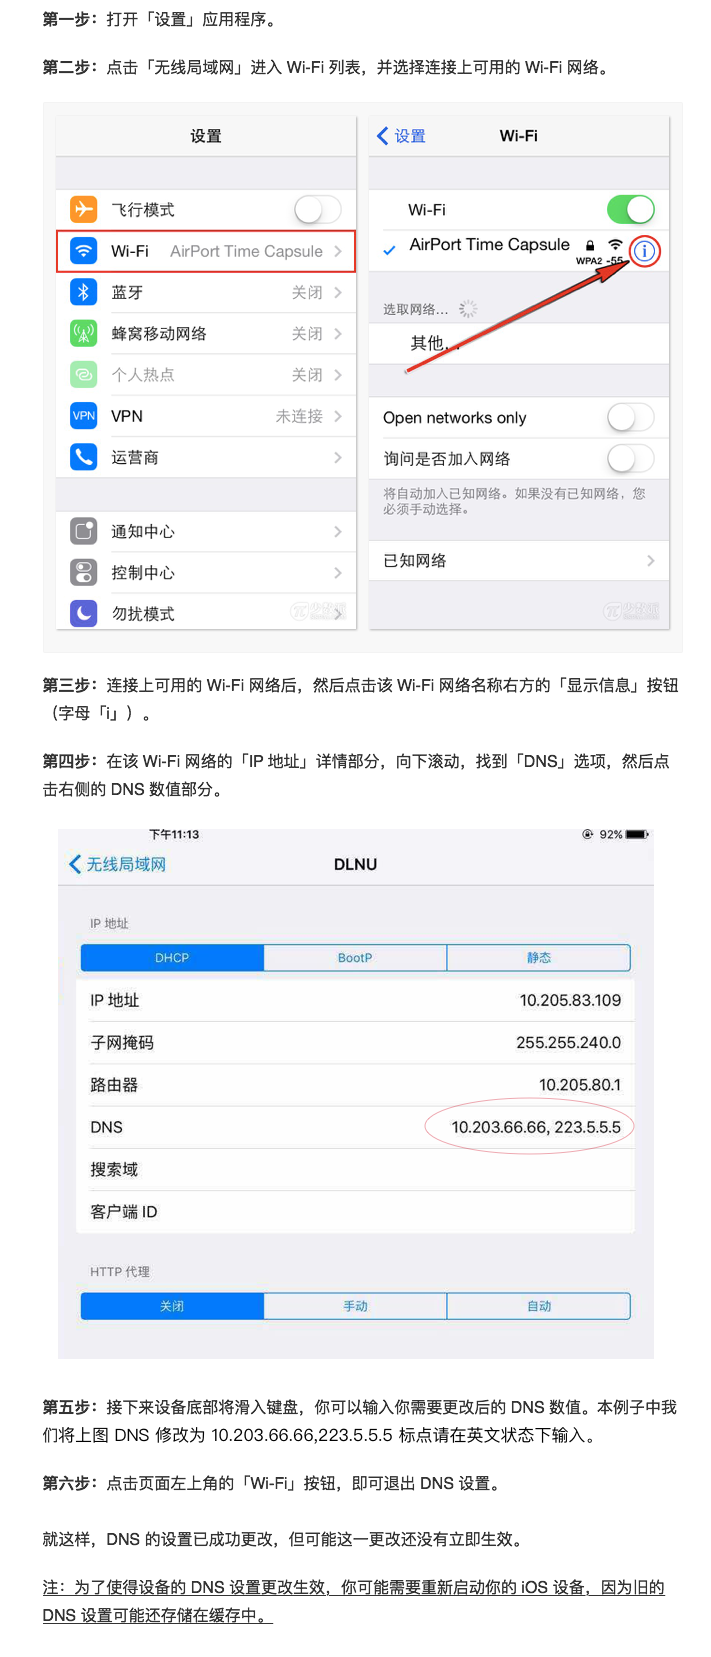 第一步：打开「设置」应用程序。
第二步：点击「无线局域网」进入 Wi-Fi 列表，并选择连接上可用的 Wi-Fi 网络。
设置
飞行模式
Wi-Fi AirPort Time Capsule
蓝牙 关闭
蜂窝移动网络 关闭
个人热点 关闭
VPN VPN 未连接
运营商
通知中心
控制中心
勿扰模式
设置 Wi-Fi
Wi-Fi
AirPort Time Capsule
WPA2 -55
选取网络...
其他...
Open networks only
询问是否加入网络
将自动加入已知网络。如果没有已知网络，您
必须手动选择。
已知网络
第三步：连接上可用的 Wi-Fi 网络后，然后点击该 Wi-Fi 网络名称右方的「显示信息」按钮
（字母「i」）。
第四步：在该 Wi-Fi 网络的「IP 地址」详情部分，向下滚动，找到「DNS」选项，然后点
击右侧的 DNS 数值部分。
下午11:13 92%
无线局域网 DLNU
IP 地址
DHCP BootP 静态
IP 地址 10.205.83.109
子网掩码 255.255.240.0
路由器 10.205.80.1
DNS 10.203.66.66, 223.5.5.5
搜索域
客户端 ID
HTTP 代理
关闭 手动 自动
第五步：接下来设备底部将滑入键盘，你可以输入你需要更改后的 DNS 数值。本例子中我
们将上图 DNS 修改为 10.203.66.66,223.5.5.5 标点请在英文状态下输入。
第六步：点击页面左上角的「Wi-Fi」按钮，即可退出 DNS 设置。
就这样，DNS 的设置已成功更改，但可能这一更改还没有立即生效。
注：为了使得设备的 DNS 设置更改生效，你可能需要重新启动你的 iOS 设备，因为旧的
DNS 设置可能还存储在缓存中。